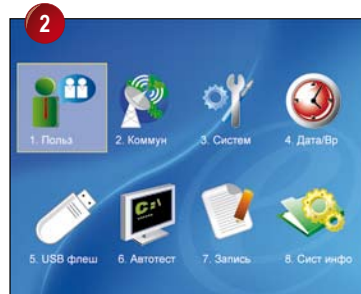 2
1. Польз 2. Коммун 3. Систем 4. Дата/Вр
C:\
5. USB флеш 6. Автотест 7. Запись 8. Сист инфо